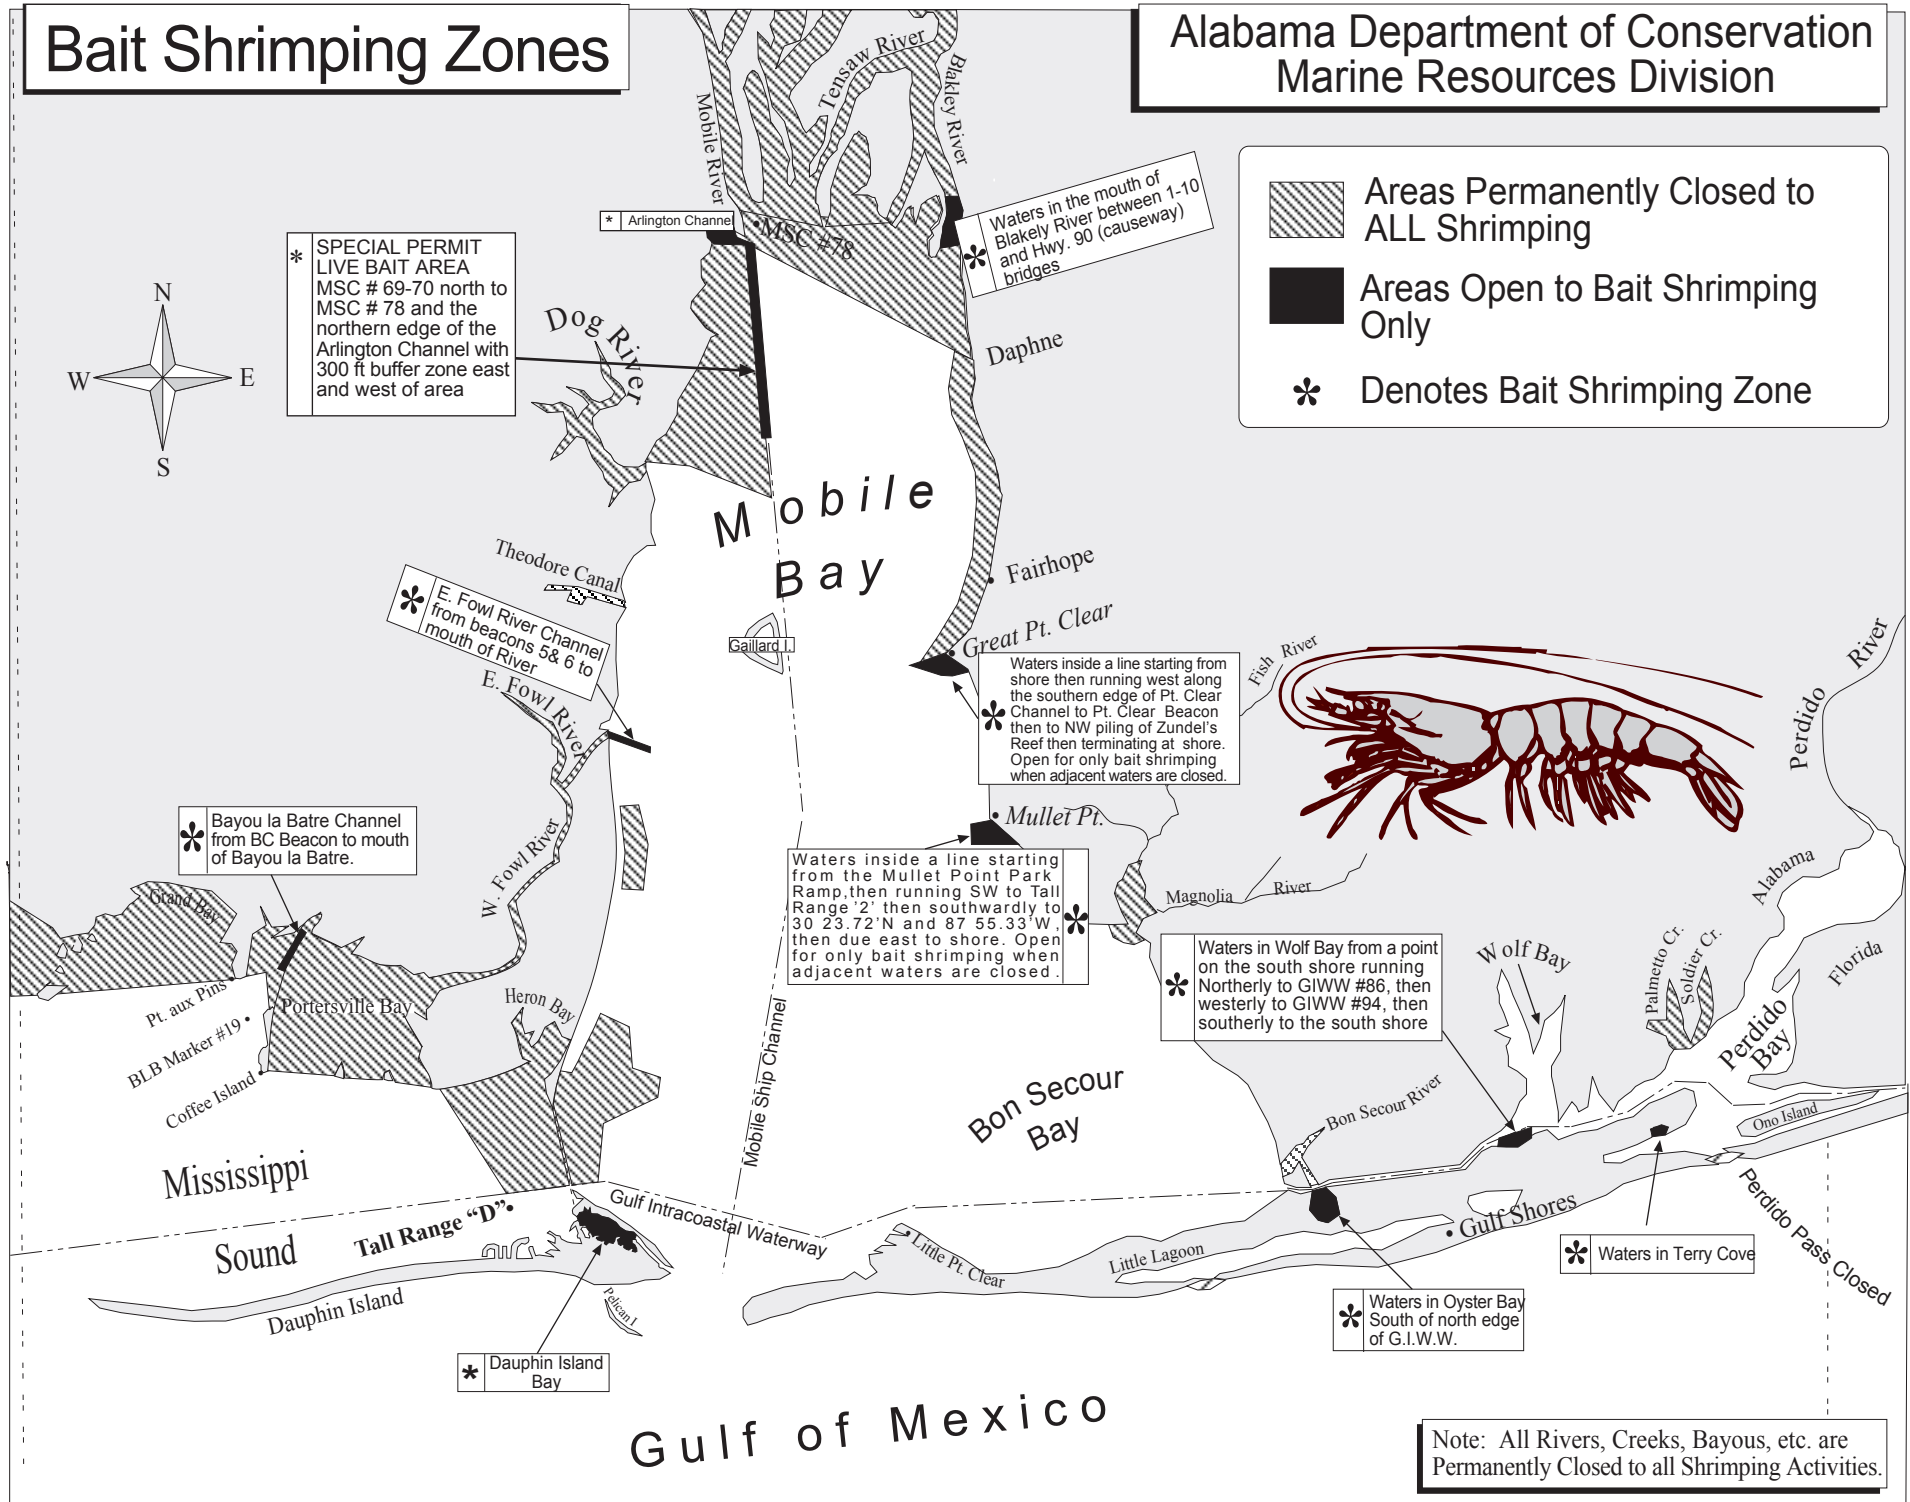 Bait Shrimping Zones
Alabama Department of Conservation
Marine Resources Division
Areas Permanently Closed to
ALL Shrimping
Areas Open to Bait Shrimping
Only
* Denotes Bait Shrimping Zone
Mobile River
Tensaw River
Blakley River
* Arlington Channel
MSC #78
* Waters in the mouth of
Blakely River between 1-10
and Hwy. 90 (causeway)
bridges
* SPECIAL PERMIT
LIVE BAIT AREA
MSC # 69-70 north to
MSC # 78 and the
northern edge of the
Arlington Channel with
300 ft buffer zone east
and west of area
N
W
E
S
Dog River
Daphne
Mobile
Bay
Theodore Canal
Fairhope
* E. Fowl River Channel
from beacons 5& 6 to
mouth of River
Gaillard I.
Great Pt. Clear
E. Fowl River
* Waters inside a line starting from
shore then running west along
the southern edge of Pt. Clear
Channel to Pt. Clear Beacon
then to NW piling of Zundel's
Reef then terminating at shore.
Open for only bait shrimping
when adjacent waters are closed.
Fish River
Perdido River
* Bayou la Batre Channel
from BC Beacon to mouth
of Bayou la Batre.
W. Fowl River
Mullet Pt.
Waters inside a line starting
from the Mullet Point Park
Ramp,then running SW to Tall
Range '2' then southwardly to
30 23.72'N and 87 55.33'W,
then due east to shore. Open
for only bait shrimping when
adjacent waters are closed. *
Magnolia River
Alabama
Florida
Grand Bay
Pt. aux Pins
Portersville Bay
Heron Bay
BLB Marker #19
Coffee Island
* Waters in Wolf Bay from a point
on the south shore running
Northerly to GIWW #86, then
westerly to GIWW #94, then
southerly to the south shore
Wolf Bay
Palmetto Cr.
Soldier Cr.
Perdido
Bay
Mobile Ship Channel
Bon Secour
Bay
Bon Secour River
Ono Island
Mississippi
Sound
Tall Range “D”
Gulf Intracoastal Waterway
Little Pt. Clear
Little Lagoon
Gulf Shores
Perdido Pass Closed
* Waters in Terry Cove
Dauphin Island
Pelican I
* Waters in Oyster Bay
South of north edge
of G.I.W.W.
* Dauphin Island
Bay
Gulf of Mexico
Note: All Rivers, Creeks, Bayous, etc. are
Permanently Closed to all Shrimping Activities.